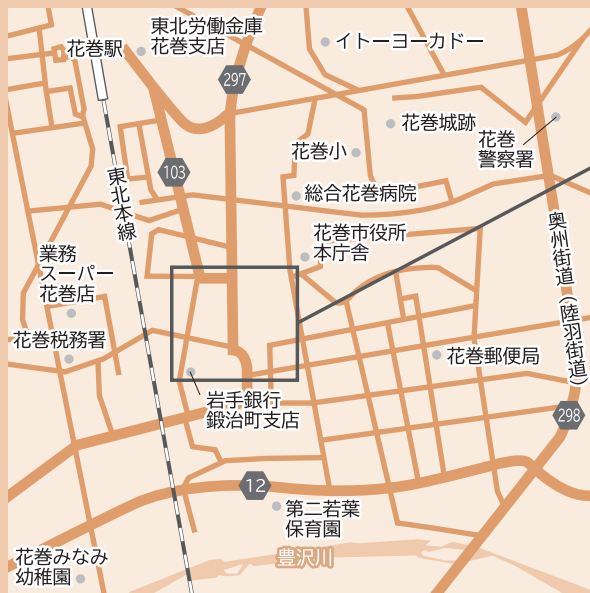 東北労働金庫
花巻支店
花巻駅
イトーヨーカドー
297
花巻城跡
花巻
警察署
花巻小
103
総合花巻病院
東北本線
花巻市役所
本庁舎
奥州街道（陸羽街道）
業務
スーパー
花巻店
花巻税務署
花巻郵便局
岩手銀行
鍛冶町支店
298
12
第二若葉
保育園
豊沢川
花巻みなみ
幼稚園